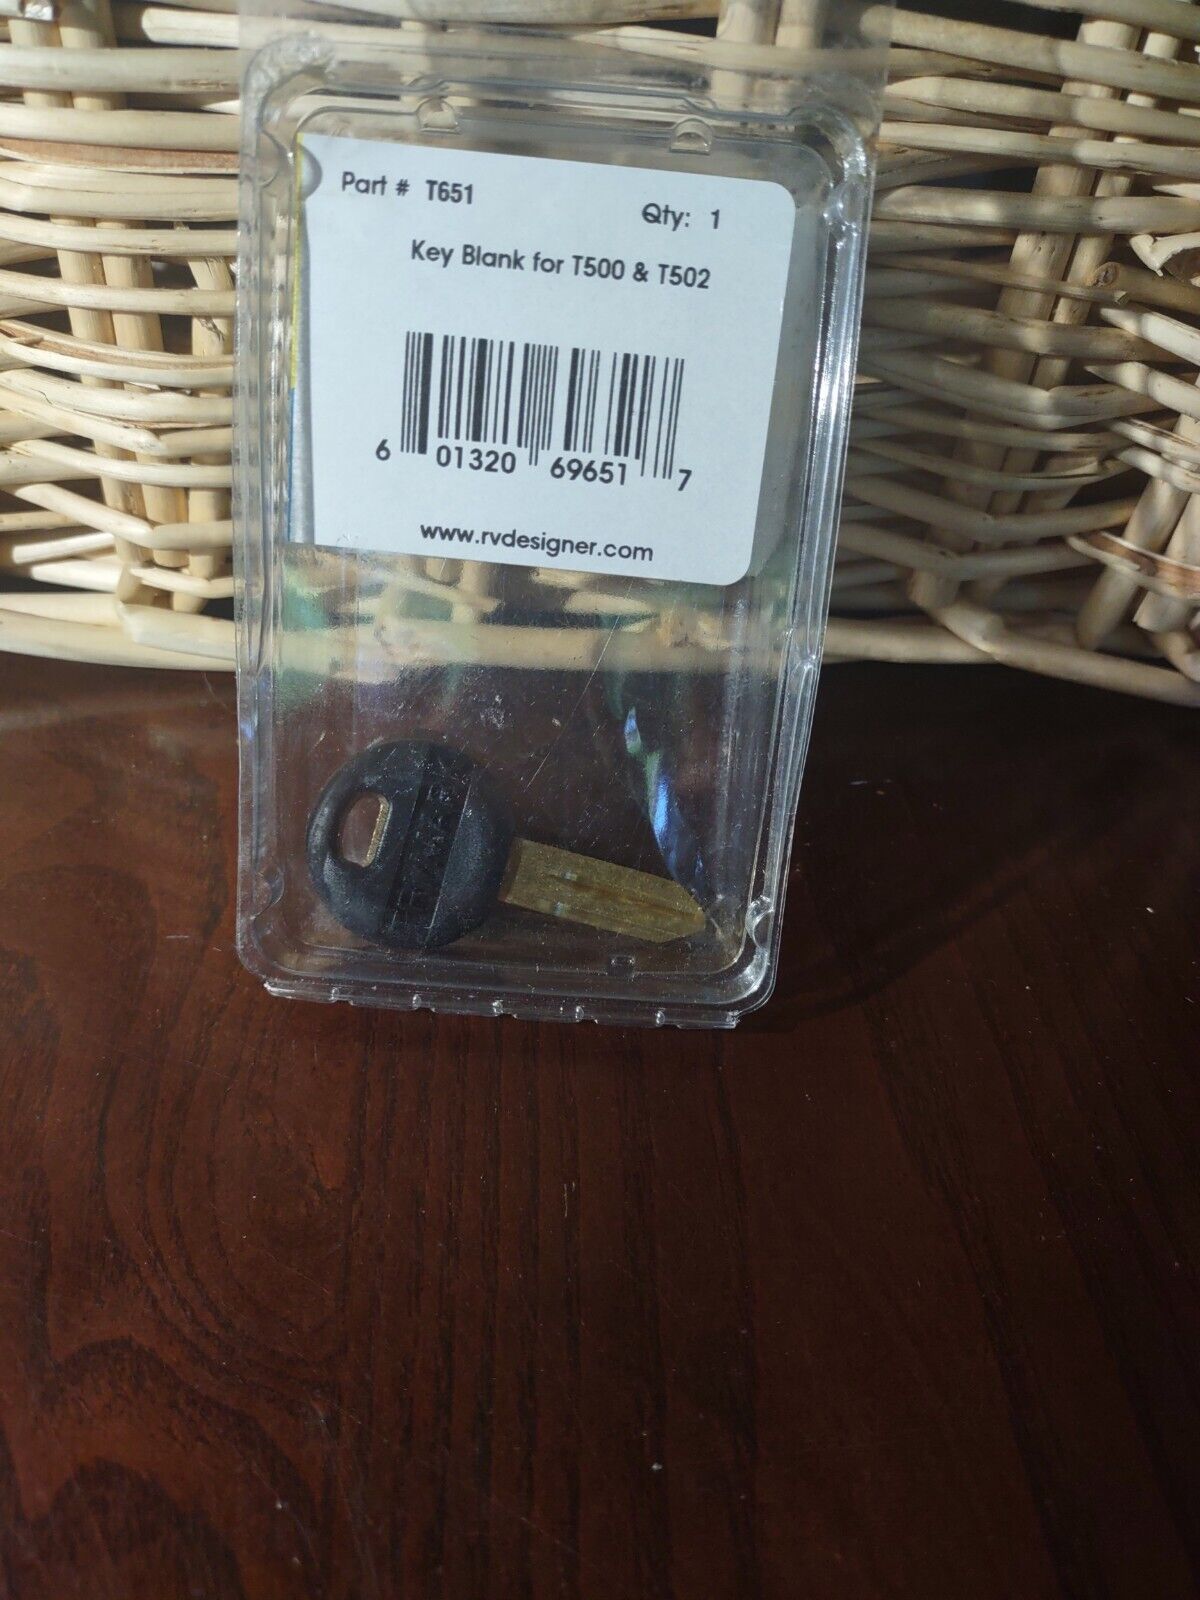 Part # T651
Qty: 1
Key Blank for T500 & T502
6 01320 69651 7
www.rvdesigner.com